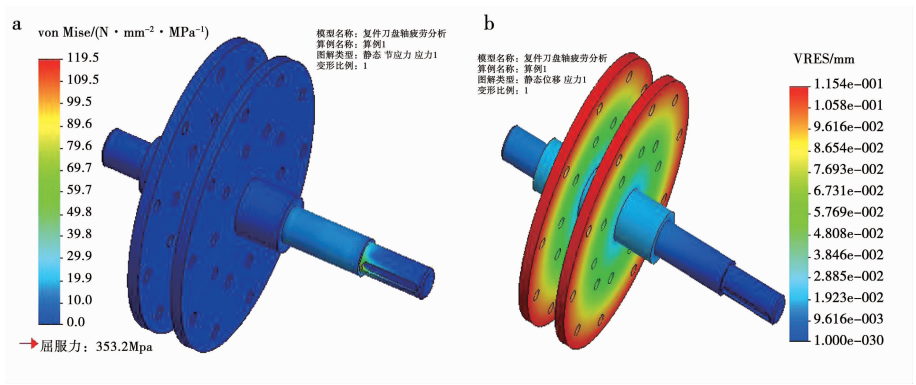 a
von Mise/(N·mm⁻²·MPa⁻¹)
119.5
109.5
99.5
89.6
79.6
69.7
59.7
49.8
39.8
29.9
19.9
10.0
0.0
屈服力：353.2Mpa
模型名称：复件刀盘轴疲劳分析
算例名称：算例1
图解类型：静态 节应力 应力1
变形比例：1
b
模型名称：复件刀盘轴疲劳分析
算例名称：算例1
图解类型：静态位移 应力1
变形比例：1
VRES/mm
1.154e-001
1.058e-001
9.616e-002
8.654e-002
7.693e-002
6.731e-002
5.769e-002
4.808e-002
3.846e-002
2.885e-002
1.923e-002
9.616e-003
1.000e-030